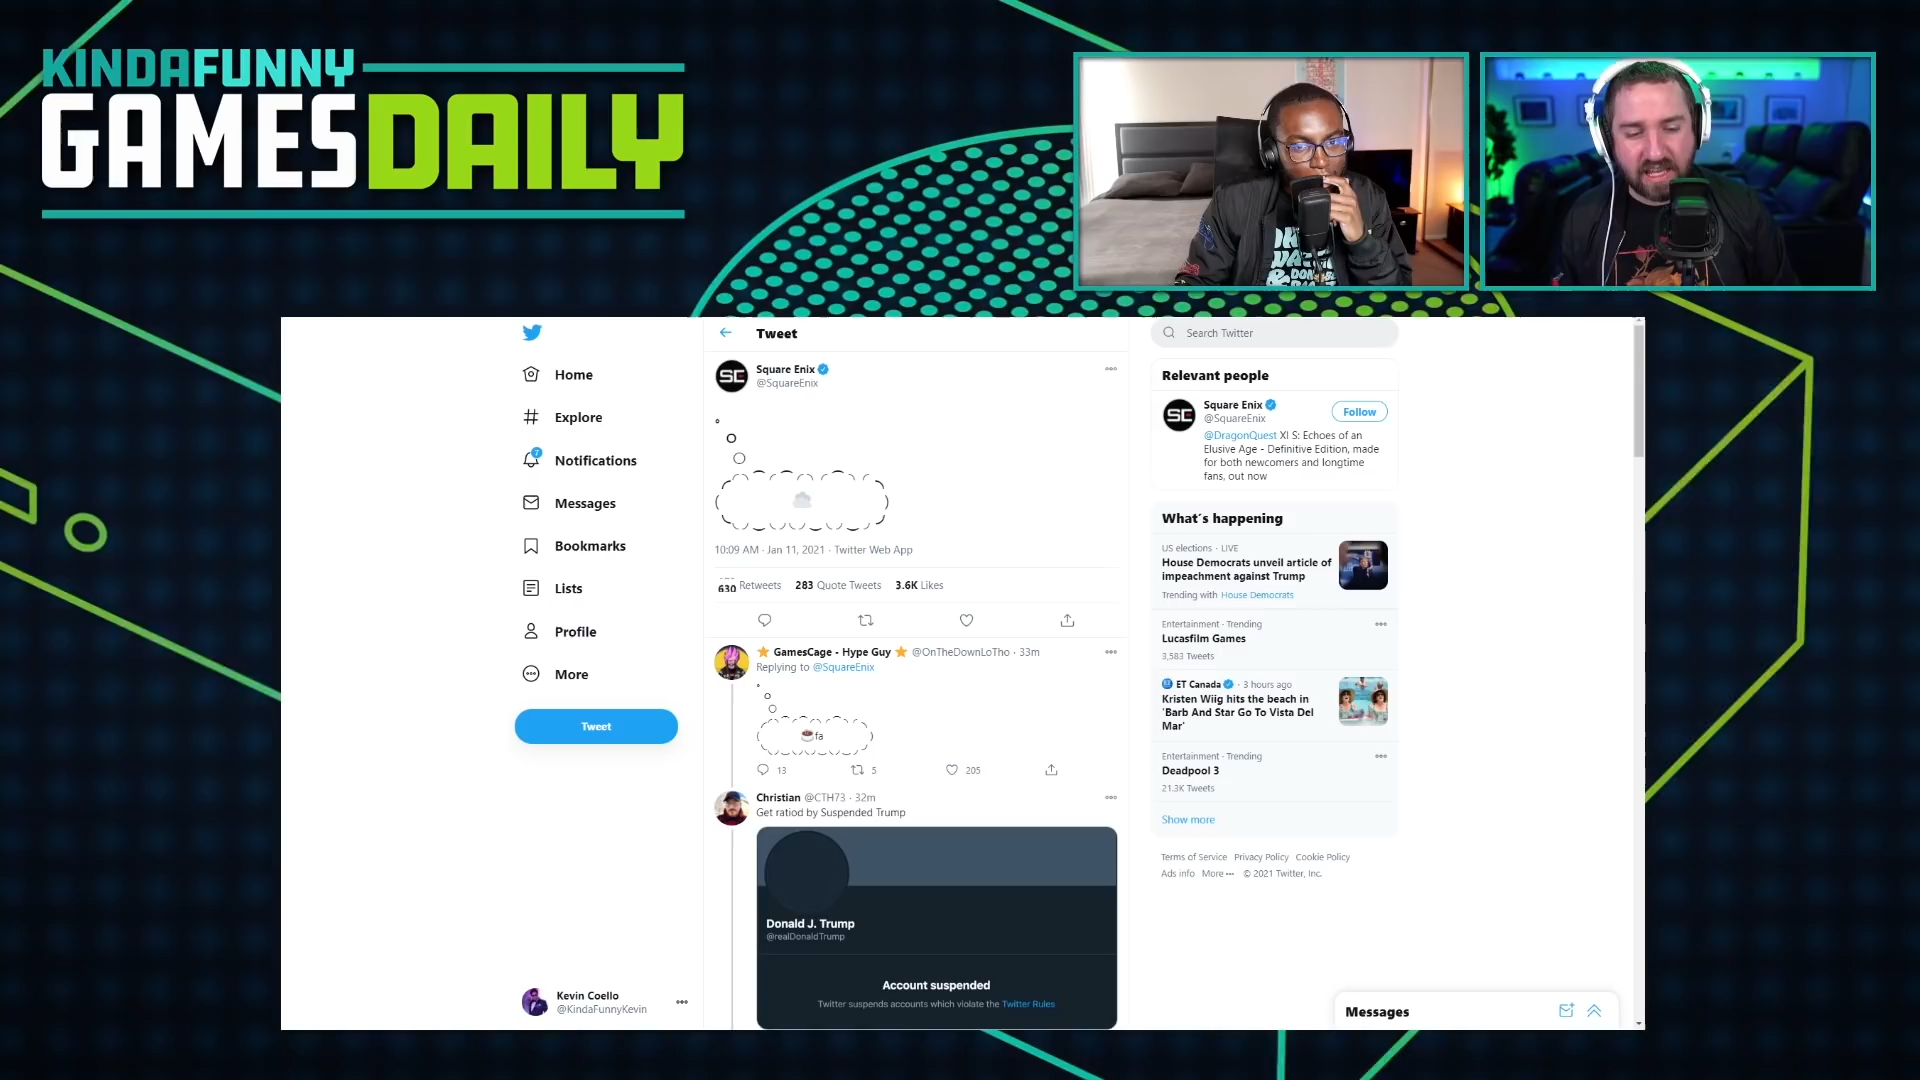 KINDAFUNNY
GAMESDAILY
Home
Explore
7
Notifications
Messages
Bookmarks
Lists
Profile
More
Tweet
Kevin Coello
@KindaFunnyKevin
Tweet
SE
Square Enix
@SquareEnix
10:09 AM · Jan 11, 2021 · Twitter Web App
630 Retweets 283 Quote Tweets 3.6K Likes
GamesCage - Hype Guy @OnTheDownLoTho · 33m
Replying to @SquareEnix
fa
13 5 205
Christian @CTH73 · 32m
Get ratiod by Suspended Trump
Donald J. Trump
@realDonaldTrump
Account suspended
Twitter suspends accounts which violate the Twitter Rules
Search Twitter
Relevant people
SE
Square Enix
@SquareEnix
Follow
@DragonQuest XI S: Echoes of an
Elusive Age - Definitive Edition, made
for both newcomers and longtime
fans, out now
What's happening
US elections · LIVE
House Democrats unveil article of
impeachment against Trump
Trending with House Democrats
Entertainment · Trending
Lucasfilm Games
3,583 Tweets
ET Canada · 3 hours ago
Kristen Wiig hits the beach in
'Barb And Star Go To Vista Del
Mar'
Entertainment · Trending
Deadpool 3
21.3K Tweets
Show more
Terms of Service Privacy Policy Cookie Policy
Ads info More ··· © 2021 Twitter, Inc.
Messages